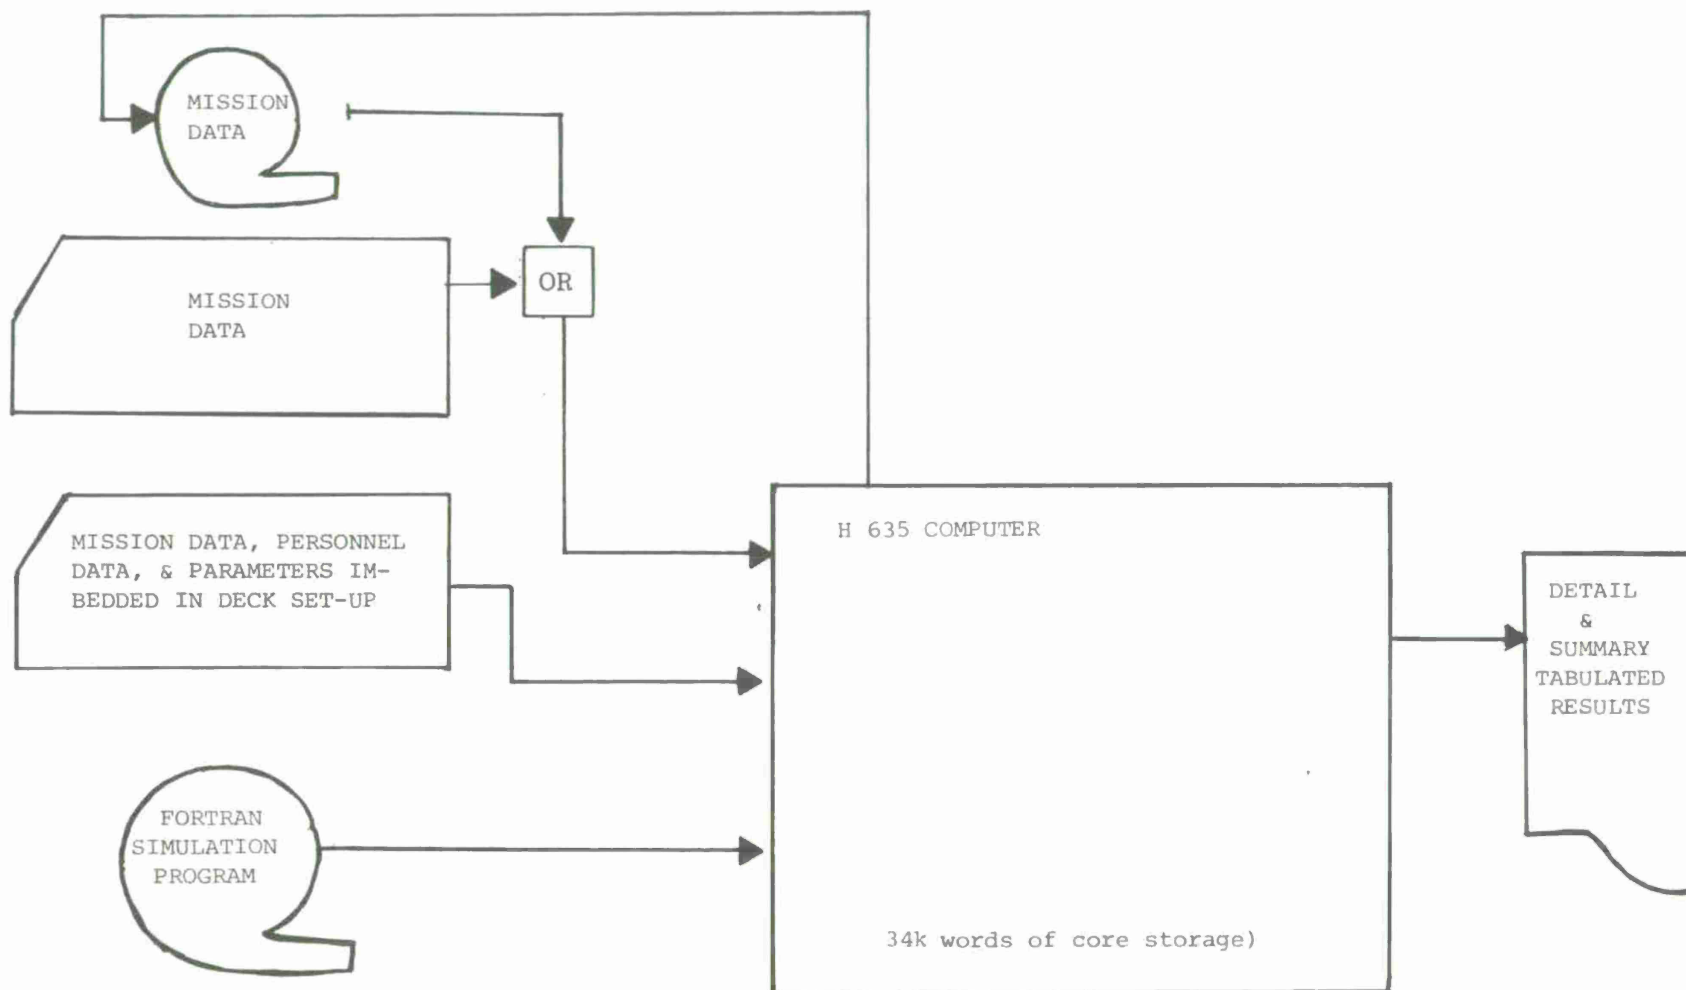 MISSION
DATA
MISSION
DATA
OR
MISSION DATA, PERSONNEL
DATA, & PARAMETERS IM-
BEDDED IN DECK SET-UP
FORTRAN
SIMULATION
PROGRAM
H 635 COMPUTER
34k words of core storage)
DETAIL
&
SUMMARY
TABULATED
RESULTS